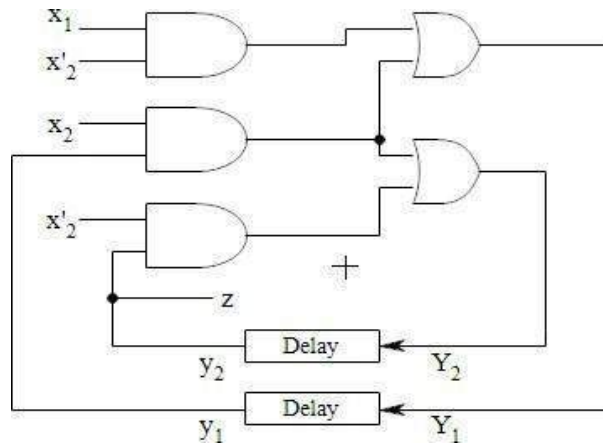 x₁
x'₂
x₂
x'₂
z
y₂ Delay Y₂
y₁ Delay Y₁